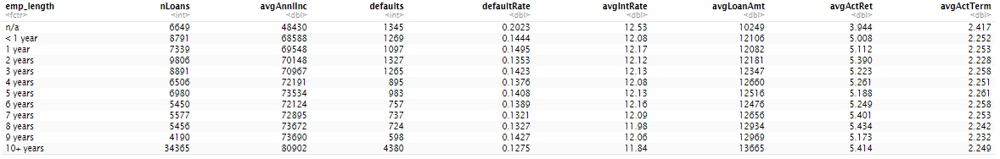 emp_length nLoans avgAnnlInc defaults defaultRate avgIntRate avgLoanAmt avgActRet avgActTerm
<fctr> <int> <dbl> <int> <dbl> <dbl> <dbl> <dbl> <dbl>
n/a 6649 48430 1345 0.2023 12.53 10249 3.944 2.417
< 1 year 8791 68588 1269 0.1444 12.08 12106 5.008 2.252
1 year 7339 69548 1097 0.1495 12.17 12082 5.112 2.253
2 years 9806 70148 1327 0.1353 12.12 12181 5.390 2.228
3 years 8891 70967 1265 0.1423 12.13 12347 5.223 2.258
4 years 6506 72191 895 0.1376 12.08 12660 5.261 2.251
5 years 6980 73534 983 0.1408 12.13 12516 5.188 2.261
6 years 5450 72124 757 0.1389 12.16 12476 5.249 2.258
7 years 5577 72895 737 0.1321 12.09 12656 5.401 2.253
8 years 5456 73672 724 0.1327 11.98 12934 5.434 2.242
9 years 4190 73690 598 0.1427 12.06 12969 5.173 2.232
10+ years 34365 80902 4380 0.1275 11.84 13665 5.414 2.249